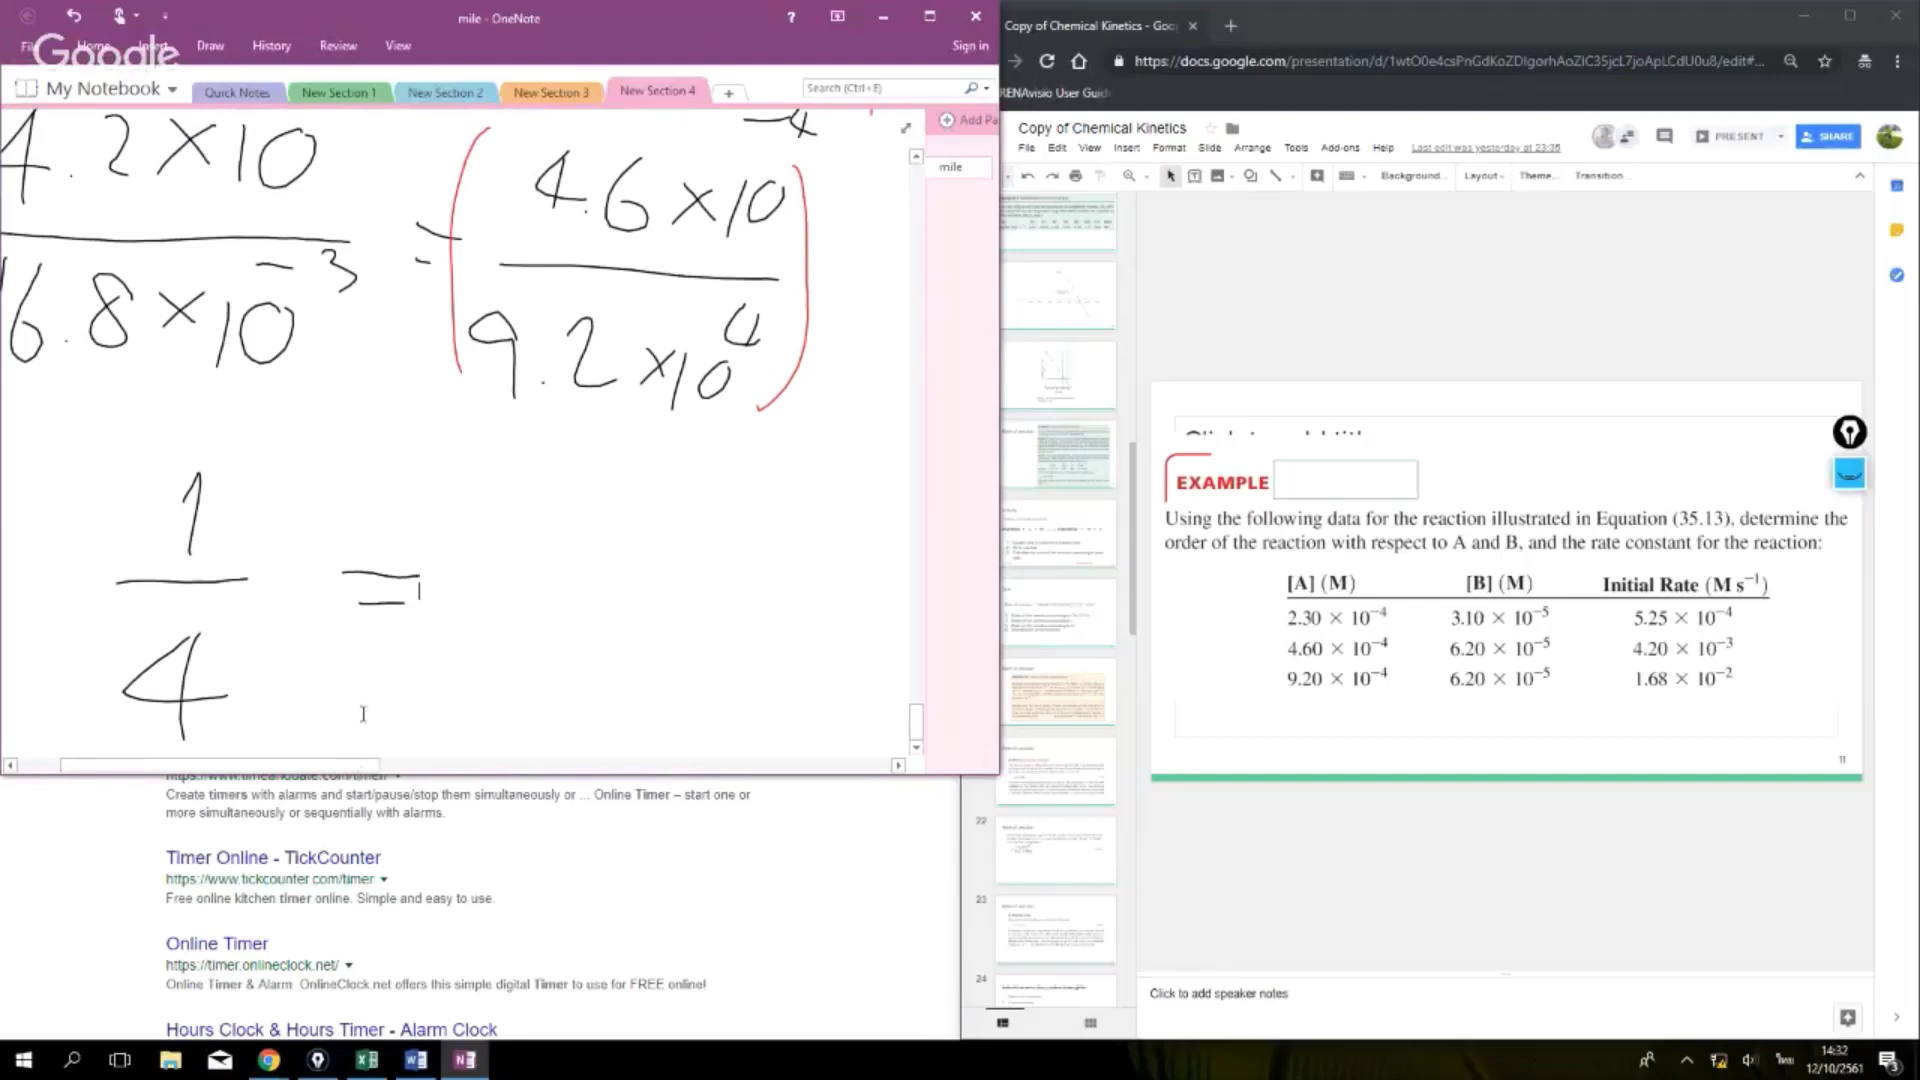 mile - OneNote
?
Google
Home Insert Draw History Review View
Sign in
My Notebook
Quick Notes
New Section 1
New Section 2
New Section 3
New Section 4
+
Search (Ctrl+E)
Add Pa
mile
4.2×10
-3
6.8×10
=
-4
4.6×10
4
9.2×10
1
4
=
Create timers with alarms and start/pause/stop them simultaneously or ... Online Timer – start one or
more simultaneously or sequentially with alarms.
Timer Online - TickCounter
https://www.tickcounter.com/timer
Free online kitchen timer online. Simple and easy to use.
Online Timer
https://timer.onlineclock.net/
Online Timer & Alarm OnlineClock.net offers this simple digital Timer to use for FREE online!
Hours Clock & Hours Timer - Alarm Clock
Copy of Chemical Kinetics - Goo
https://docs.google.com/presentation/d/1wtO0e4csPnGdKoZDIgorhAoZlC35jcL7joApLCdU0u8/edit#...
RENAvisio User Guid
Copy of Chemical Kinetics
File Edit View Insert Format Slide Arrange Tools Add-ons Help
Last edit was yesterday at 23:35
PRESENT
SHARE
Background...
Layout
Theme...
Transition...
22
23
24
EXAMPLE
Using the following data for the reaction illustrated in Equation (35.13), determine the
order of the reaction with respect to A and B, and the rate constant for the reaction:
[A] (M) [B] (M) Initial Rate (M s⁻¹)
2.30 × 10⁻⁴ 3.10 × 10⁻⁵ 5.25 × 10⁻⁴
4.60 × 10⁻⁴ 6.20 × 10⁻⁵ 4.20 × 10⁻³
9.20 × 10⁻⁴ 6.20 × 10⁻⁵ 1.68 × 10⁻²
11
Click to add speaker notes
14:32
12/10/2561
3